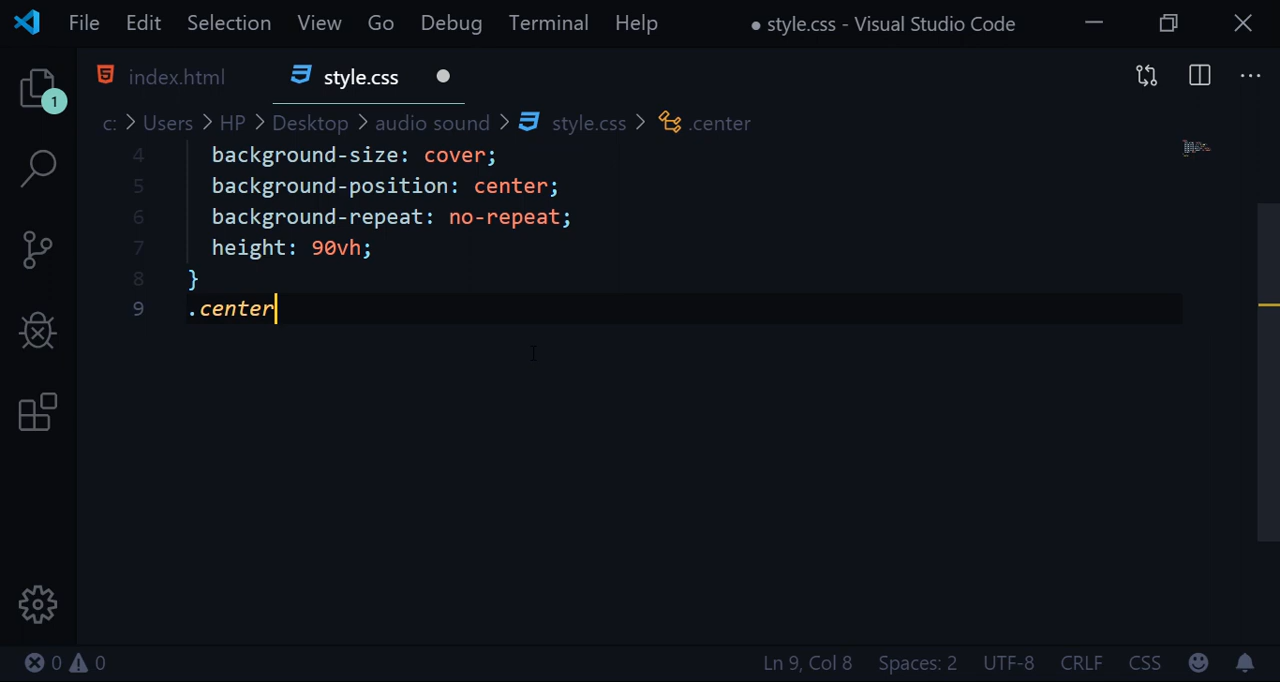 File Edit Selection View Go Debug Terminal Help ● style.css - Visual Studio Code
index.html style.css
1
c: > Users > HP > Desktop > audio sound > style.css > .center
4 background-size: cover;
5 background-position: center;
6 background-repeat: no-repeat;
7 height: 90vh;
8 }
9 .center
0 0 Ln 9, Col 8 Spaces: 2 UTF-8 CRLF CSS